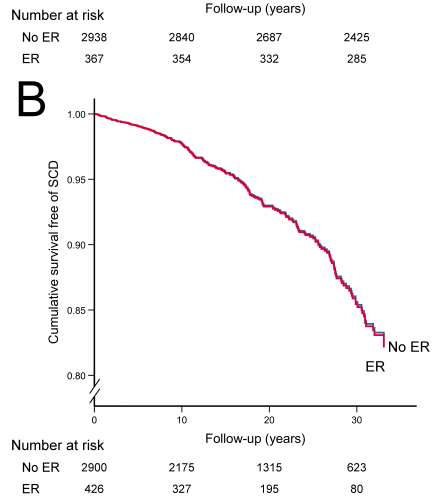 Follow-up (years)
Number at risk
No ER 2938 2840 2687 2425
ER 367 354 332 285
B
Cumulative survival free of SCD
1.00
0.95
0.90
0.85
0.80
No ER
ER
0 10 20 30
Follow-up (years)
Number at risk
No ER 2900 2175 1315 623
ER 426 327 195 80